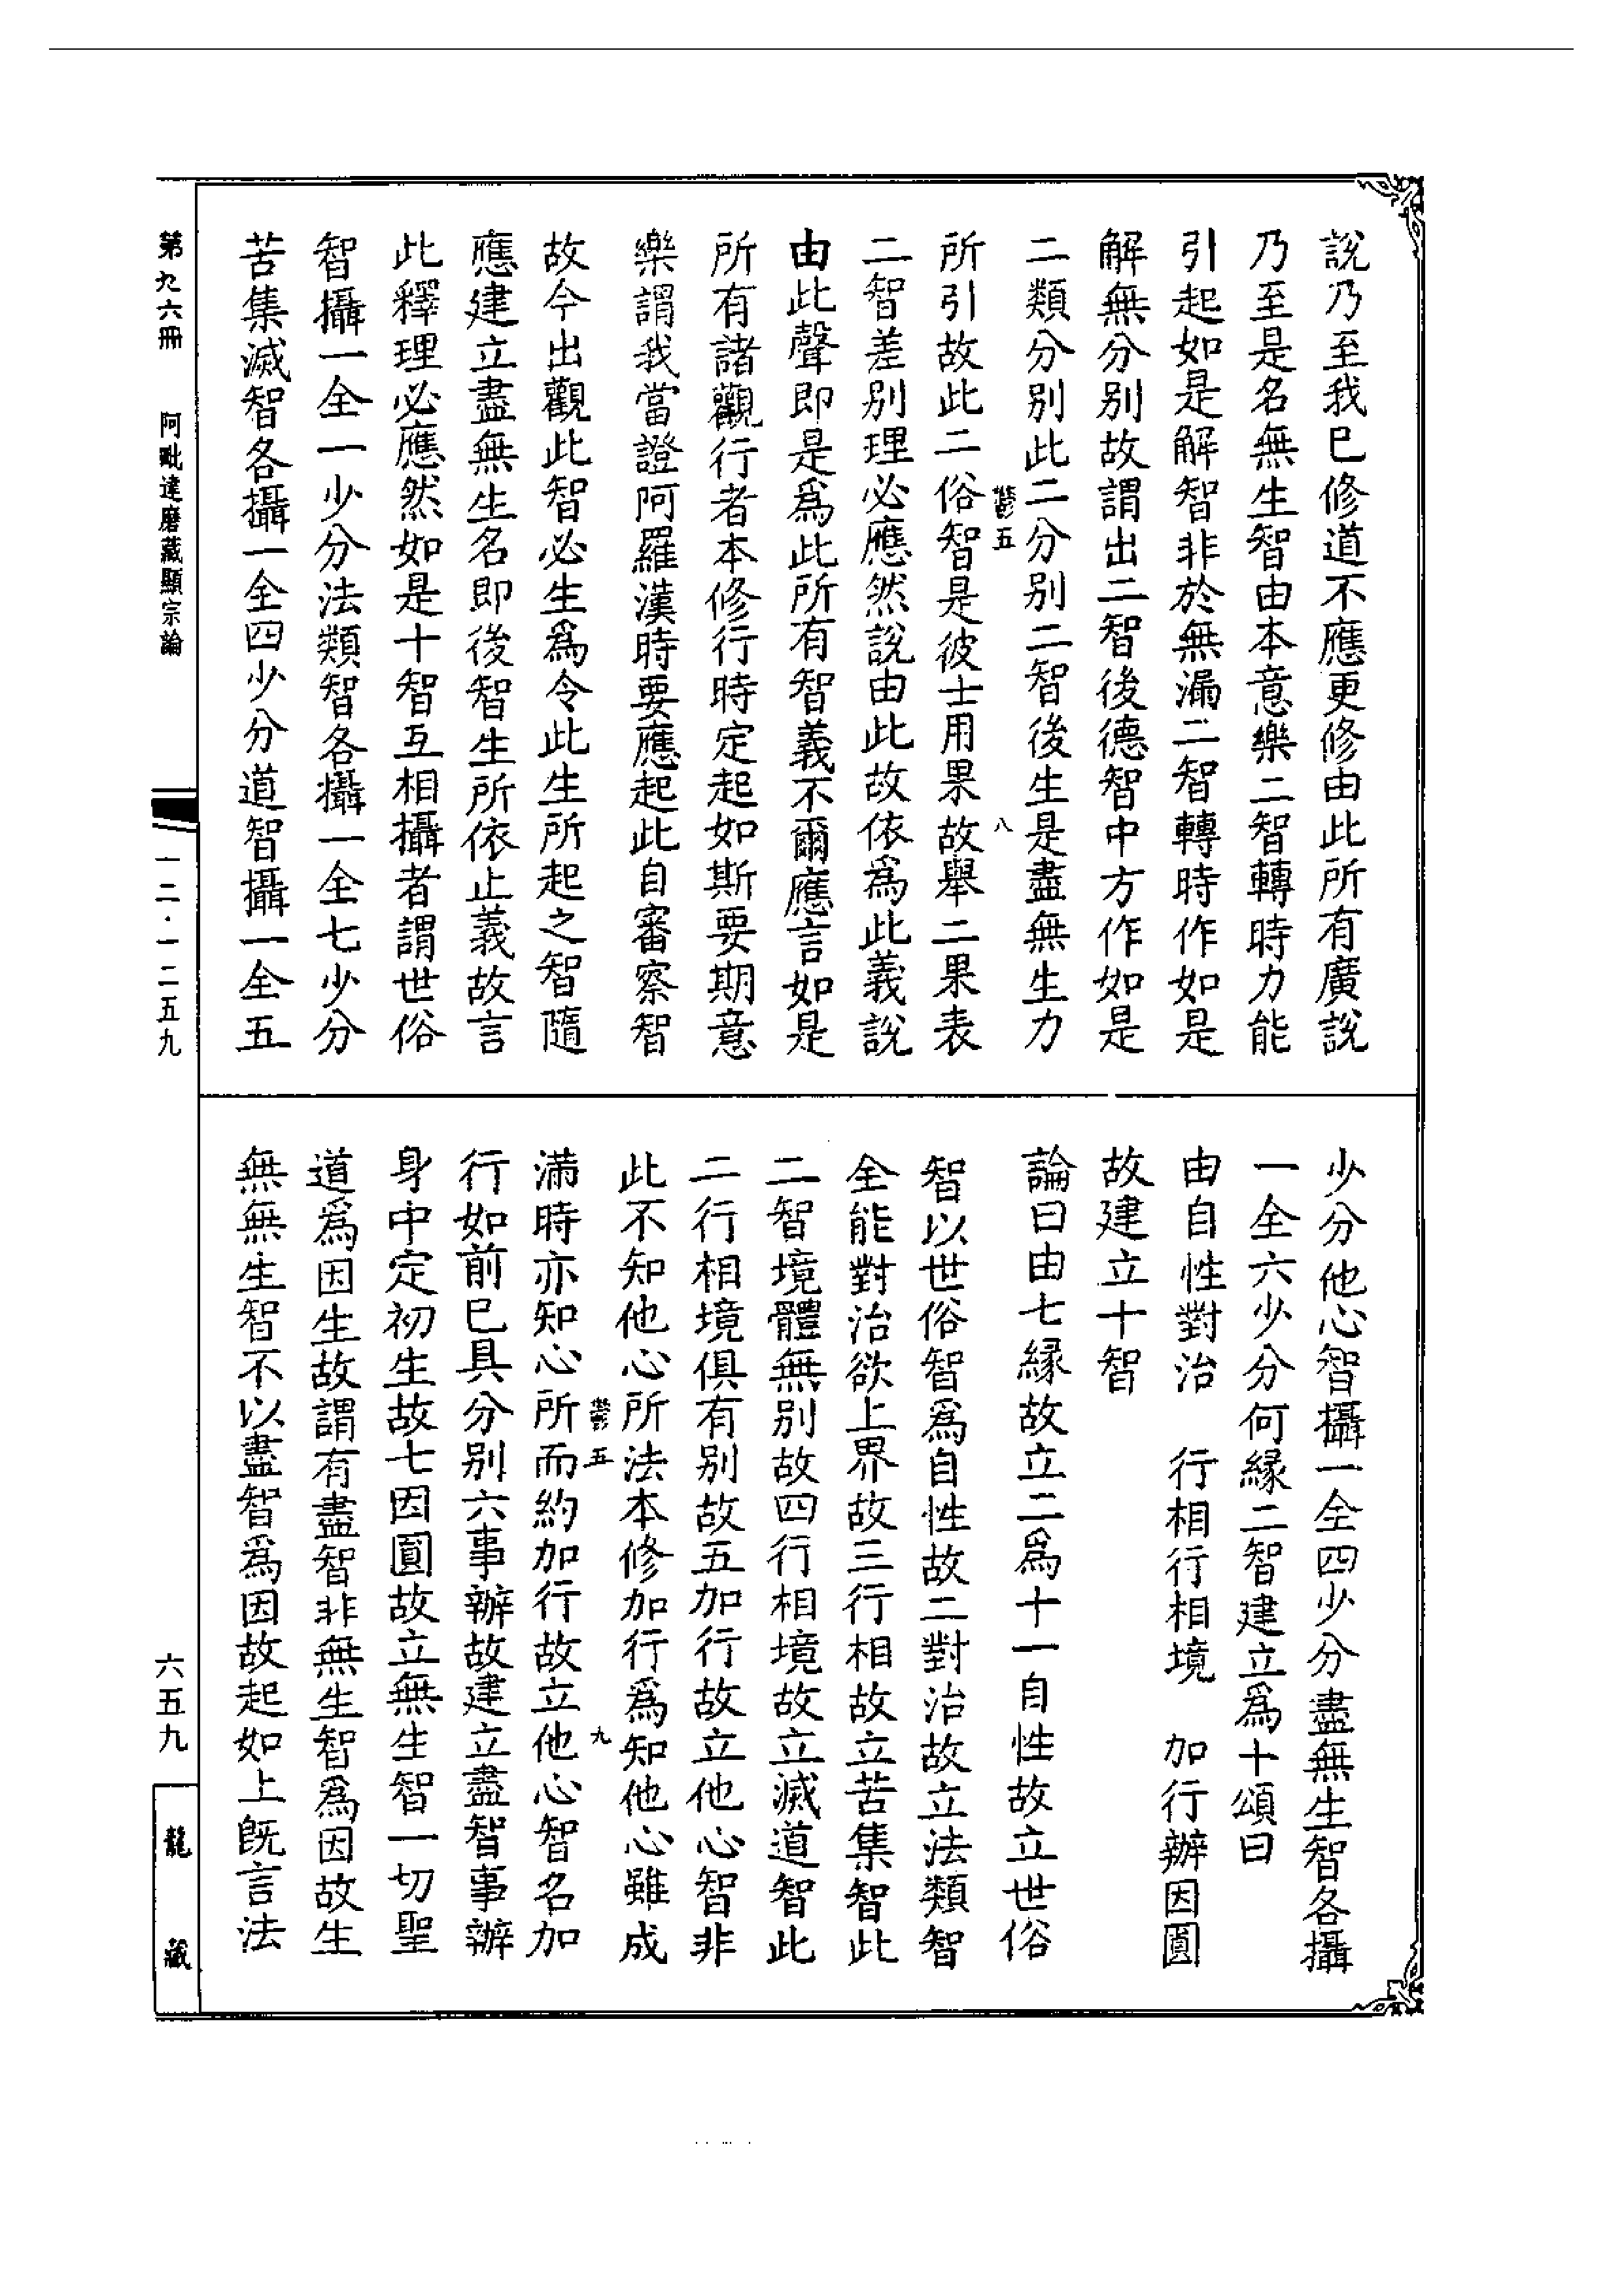 說乃至我已修道不應更修由此所有廣說
乃至是名無生智由本意樂二智轉時力能
引起如是解智非於無漏二智轉時作如是
解無分別故謂出二智後德智中方作如是
二類分別此二分別二智後生是盡無生力
鬱五
八
所引故此二俗智是彼士用果故舉二果表
二智差別理必應然說由此故依爲此義說
由此聲即是爲此所有智義不爾應言如是
所有諸觀行者本修行時定起如斯要期意
樂謂我當證阿羅漢時要應起此自審察智
故今出觀此智必生爲令此生所起之智隨
應建立盡無生名即後智生所依止義故言
此釋理必應然如是十智互相攝者謂世俗
智攝一全一少分法類智各攝一全七少分
苦集滅智各攝一全四少分道智攝一全五
少分他心智攝一全四少分盡無生智各攝
一全六少分何緣二智建立爲十頌曰
由自性對治　行相行相境　加行辦因圓
故建立十智
論曰由七緣故立二爲十一自性故立世俗
智以世俗智爲自性故二對治故立法類智
全能對治欲上界故三行相故立苦集智此
二智境體無別故四行相境故立滅道智此
二行相境俱有別故五加行故立他心智非
此不知他心所法本修加行爲知他心雖成
鬱五
九
滿時亦知心所而約加行故立他心智名加
行如前已具分別六事辦故建立盡智事辦
身中定初生故七因圓故立無生智一切聖
道爲因生故謂有盡智非無生智爲因故生
無無生智不以盡智爲因故起如上既言法
第九六冊　阿毗達磨藏顯宗論
一二·一二五九
六五九
龍藏